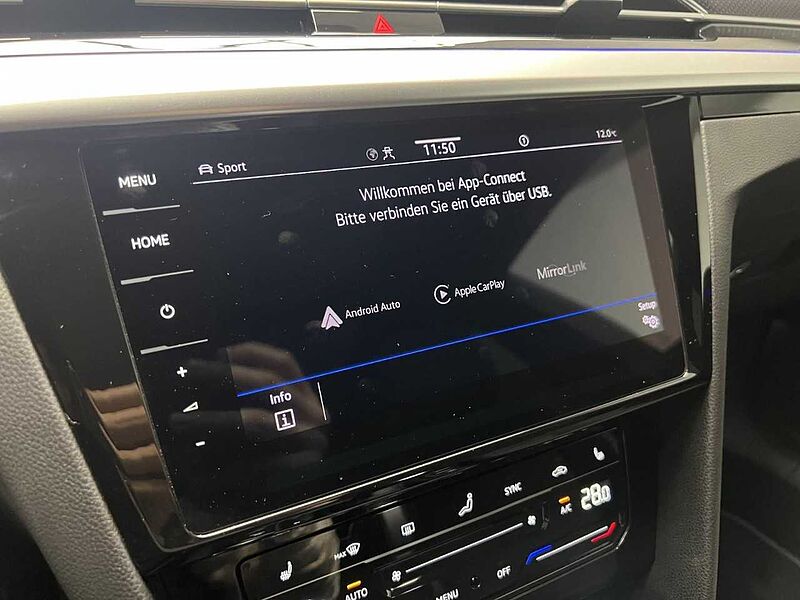 MENU
HOME
Sport
11:50
12.0°C
Willkommen bei App-Connect
Bitte verbinden Sie ein Gerät über USB.
Android Auto
Apple CarPlay
MirrorLink
Setup
Info
i
+
-
SYNC
A/C
28.0
MAX
AUTO
MENU
OFF